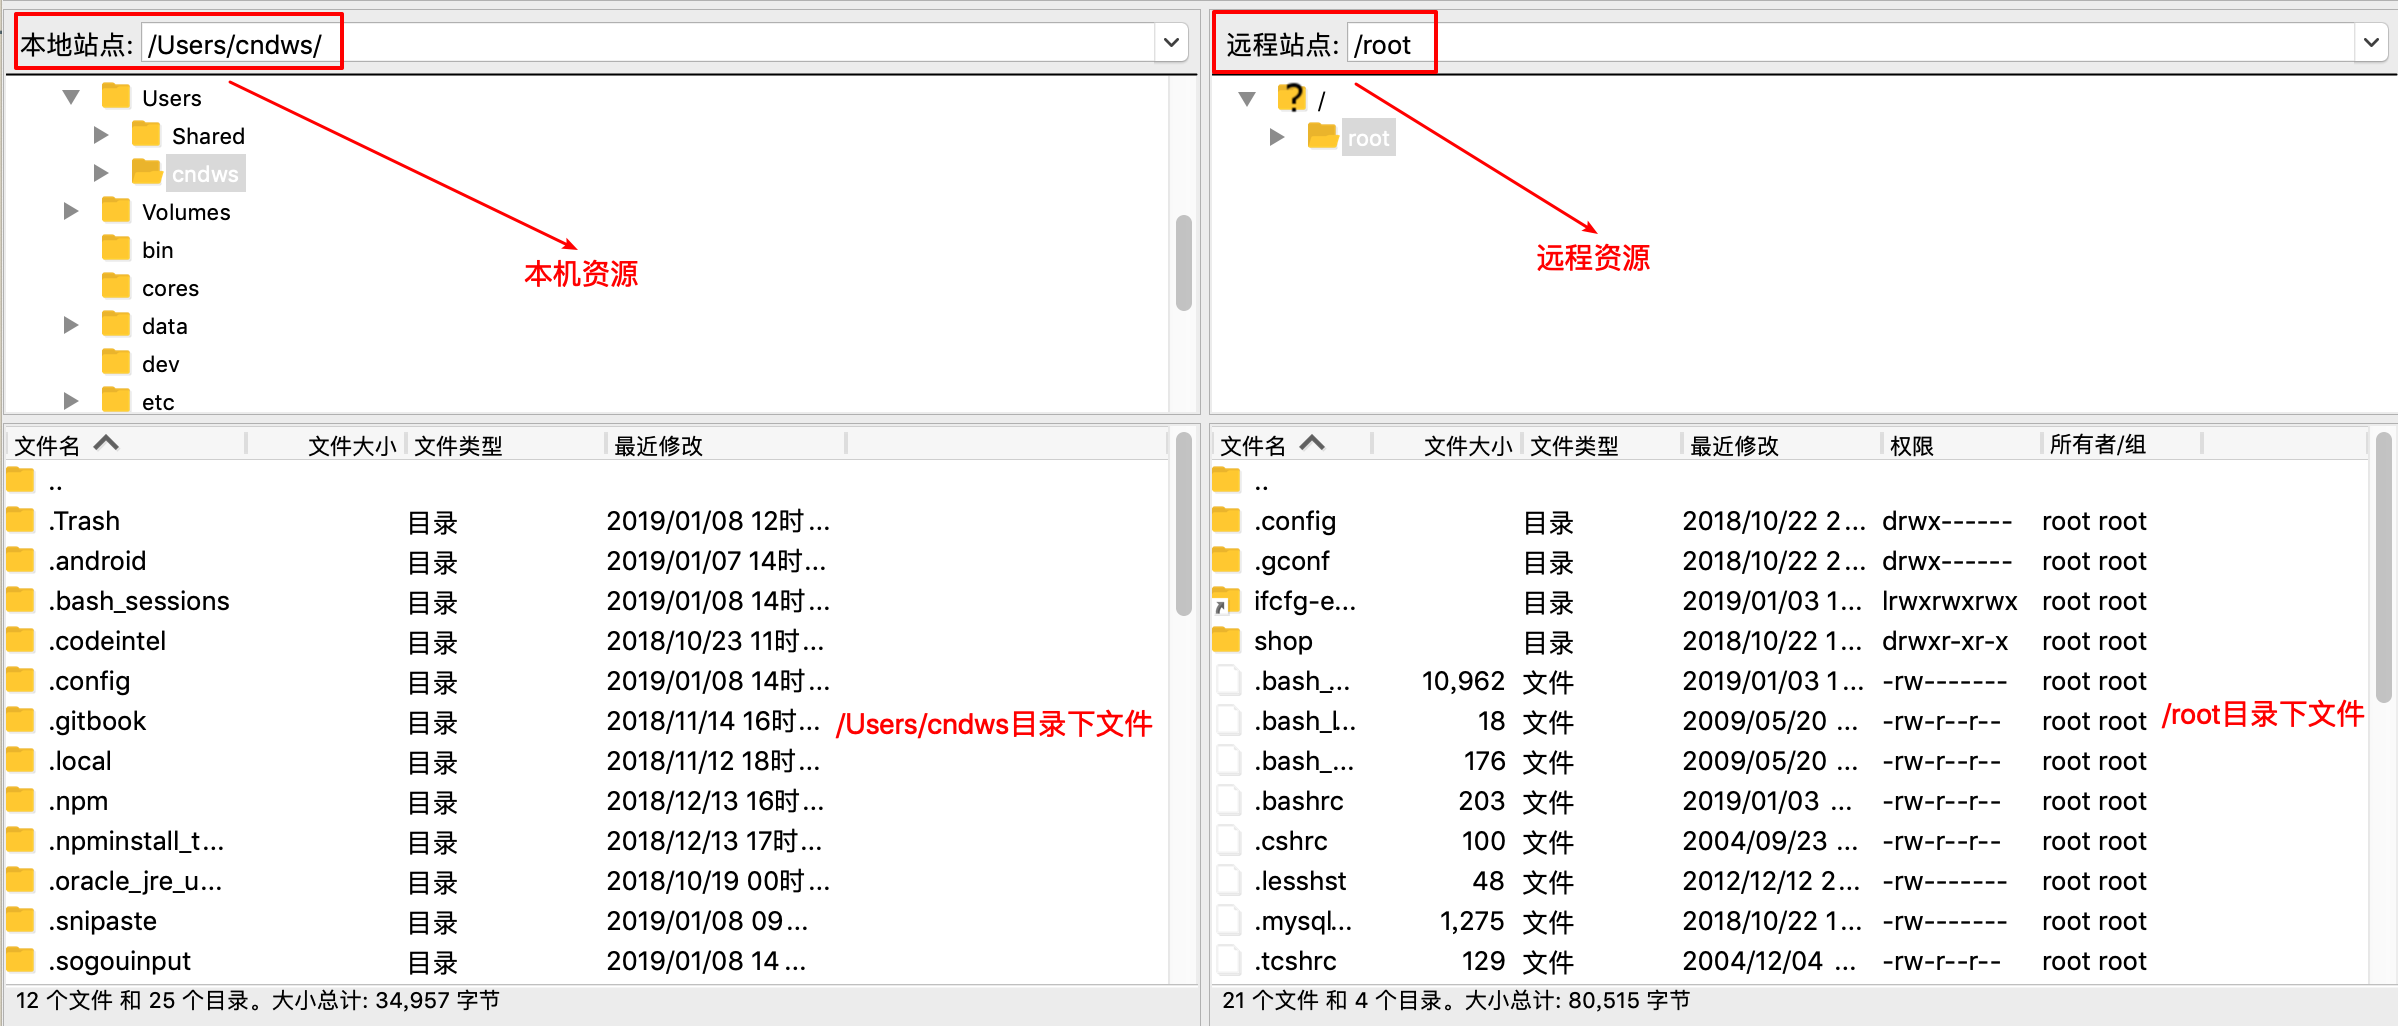 本地站点: /Users/cndws/
Users
Shared
cndws
Volumes
bin
cores
data
dev
etc
本机资源
文件名 文件大小 文件类型 最近修改
..
.Trash 目录 2019/01/08 12时...
.android 目录 2019/01/07 14时...
.bash_sessions 目录 2019/01/08 14时...
.codeintel 目录 2018/10/23 11时...
.config 目录 2019/01/08 14时...
.gitbook 目录 2018/11/14 16时...
.local 目录 2018/11/12 18时...
.npm 目录 2018/12/13 16时...
.npminstall_t... 目录 2018/12/13 17时...
.oracle_jre_u... 目录 2018/10/19 00时...
.snipaste 目录 2019/01/08 09...
.sogouinput 目录 2019/01/08 14 ...
/Users/cndws目录下文件
12 个文件 和 25 个目录。大小总计: 34,957 字节
远程站点: /root
/
root
远程资源
文件名 文件大小 文件类型 最近修改 权限 所有者/组
..
.config 目录 2018/10/22 2... drwx------ root root
.gconf 目录 2018/10/22 2... drwx------ root root
ifcfg-e... 目录 2019/01/03 1... lrwxrwxrwx root root
shop 目录 2018/10/22 1... drwxr-xr-x root root
.bash_... 10,962 文件 2019/01/03 1... -rw------- root root
.bash_l... 18 文件 2009/05/20 ... -rw-r--r-- root root
.bash_... 176 文件 2009/05/20 ... -rw-r--r-- root root
.bashrc 203 文件 2019/01/03 ... -rw-r--r-- root root
.cshrc 100 文件 2004/09/23 ... -rw-r--r-- root root
.lesshst 48 文件 2012/12/12 2... -rw------- root root
.mysql... 1,275 文件 2018/10/22 1... -rw------- root root
.tcshrc 129 文件 2004/12/04 ... -rw-r--r-- root root
/root目录下文件
21 个文件 和 4 个目录。大小总计: 80,515 字节